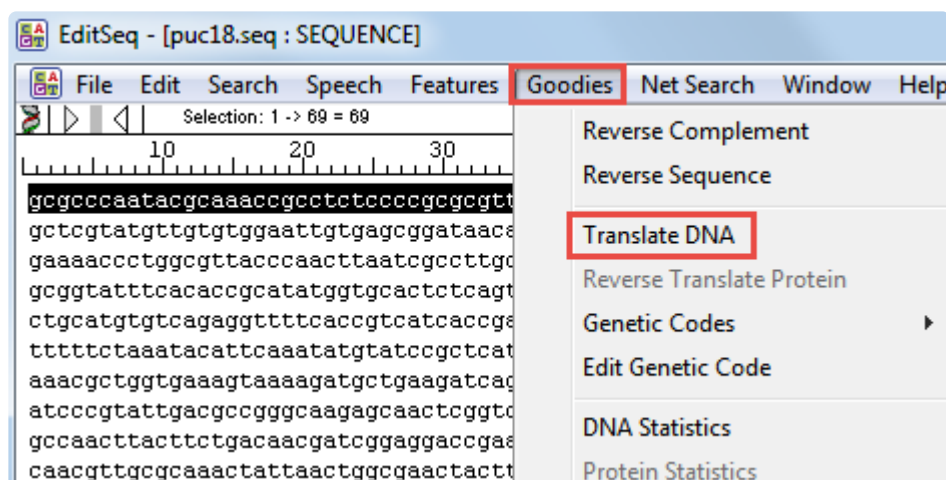 EditSeq - [puc18.seq : SEQUENCE]
File Edit Search Speech Features Goodies Net Search Window Help
Selection: 1 -> 69 = 69
10 20 30
gcgcccaatacgcaaaccgcctctccccgcgcgtt
gctcgtatgttgtgtggaattgtgagcggataaca
gaaaaccctggcgttacccaacttaatcgccttgc
gcggtatttcacaccgcatatggtgcactctcagt
ctgcatgtgtcagaggttttcaccgtcatcaccga
tttttctaaatacattcaaatatgtatccgctcat
aaacgctggtgaaagtaaaagatgctgaagatcag
atcccgtattgacgccgggcaagagcaactcggtc
gccaacttacttctgacaacgatcggaggaccgaa
caacgttgcgcaaactattaactggcgaactactt
Reverse Complement
Reverse Sequence
Translate DNA
Reverse Translate Protein
Genetic Codes
Edit Genetic Code
DNA Statistics
Protein Statistics